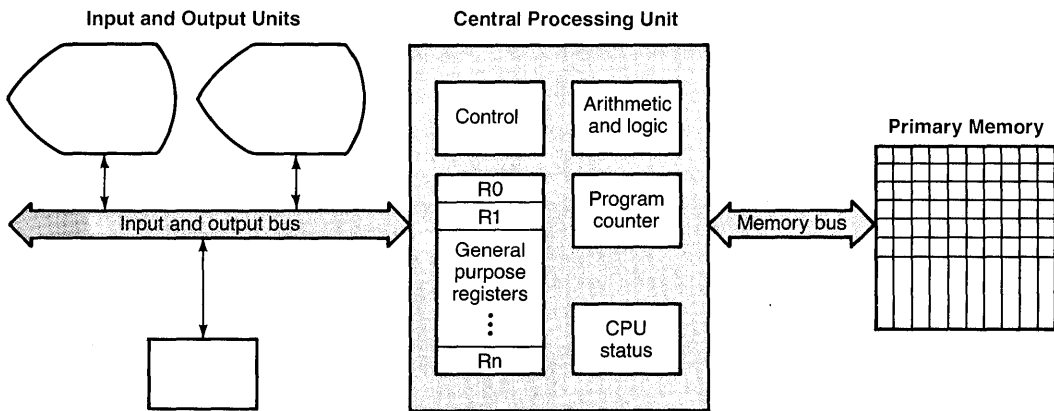 Input and Output Units
Central Processing Unit
Control
Arithmetic
and logic
Primary Memory
R0
R1
General
purpose
registers
Rn
Program
counter
CPU
status
Input and output bus
Memory bus